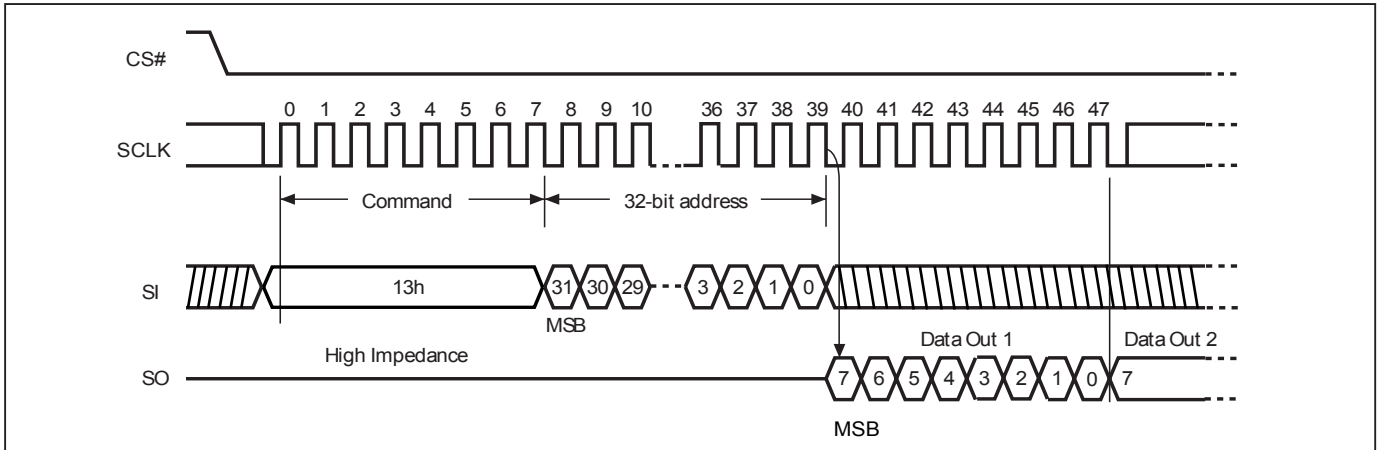 CS#
0 1 2 3 4 5 6 7 8 9 10 36 37 38 39 40 41 42 43 44 45 46 47
SCLK
Command 32-bit address
SI 13h 31 30 29 3 2 1 0
MSB
Data Out 1 Data Out 2
High Impedance
SO 7 6 5 4 3 2 1 0 7
MSB